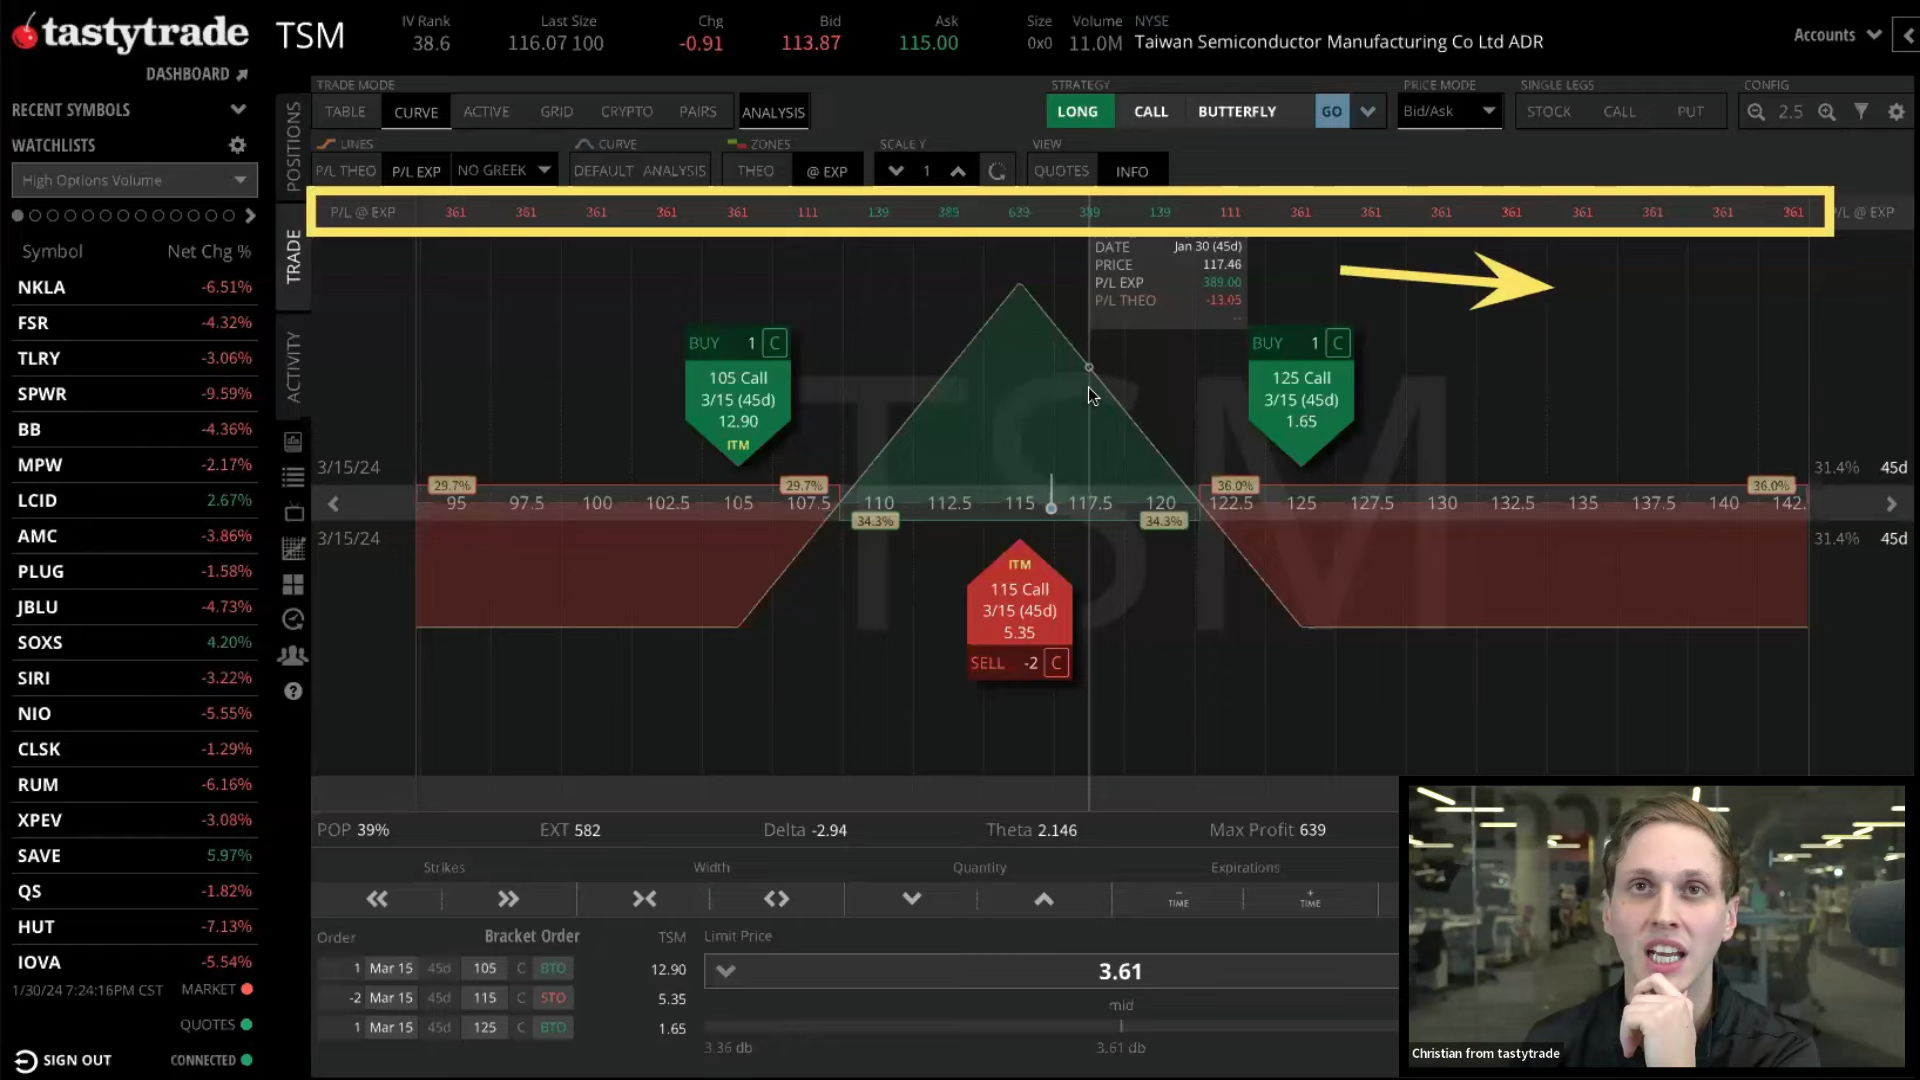 tastytrade
DASHBOARD
TSM
IV Rank
38.6
Last Size
116.07 100
Chg
-0.91
Bid
113.87
Ask
115.00
Size
0x0
Volume
11.0M
NYSE
Taiwan Semiconductor Manufacturing Co Ltd ADR
Accounts
RECENT SYMBOLS
WATCHLISTS
High Options Volume
Symbol Net Chg %
NKLA -6.51%
FSR -4.32%
TLRY -3.06%
SPWR -9.59%
BB -4.36%
MPW -2.17%
LCID 2.67%
AMC -3.86%
PLUG -1.58%
JBLU -4.73%
SOXS 4.20%
SIRI -3.22%
NIO -5.55%
CLSK -1.29%
RUM -6.16%
XPEV -3.08%
SAVE 5.97%
QS -1.82%
HUT -7.13%
IOVA -5.54%
1/30/24 7:24:16PM CST MARKET
QUOTES
SIGN OUT CONNECTED
POSITIONS
TRADE
ACTIVITY
TRADE MODE
TABLE CURVE ACTIVE GRID CRYPTO PAIRS ANALYSIS
STRATEGY
LONG CALL BUTTERFLY GO
PRICE MODE
Bid/Ask
SINGLE LEGS
STOCK CALL PUT
CONFIG
2.5
LINES
P/L THEO P/L EXP NO GREEK
CURVE
DEFAULT ANALYSIS
ZONES
THEO @ EXP
SCALE Y
1
VIEW
QUOTES INFO
P/L @ EXP 361 361 361 361 361 111 139 389 639 389 139 111 361 361 361 361 361 361 361 361 P/L @ EXP
DATE Jan 30 (45d)
PRICE 117.46
P/L EXP 389.00
P/L THEO -13.05
--
TSM
BUY 1 C
105 Call
3/15 (45d)
12.90
ITM
BUY 1 C
125 Call
3/15 (45d)
1.65
3/15/24
31.4% 45d
29.7% 29.7% 36.0% 36.0%
95 97.5 100 102.5 105 107.5 110 112.5 115 117.5 120 122.5 125 127.5 130 132.5 135 137.5 140 142.
34.3% 34.3%
3/15/24
31.4% 45d
ITM
115 Call
3/15 (45d)
5.35
SELL -2 C
POP 39% EXT 582 Delta -2.94 Theta 2.146 Max Profit 639
Strikes Width Quantity Expirations
- TIME
+ TIME
Order Bracket Order TSM Limit Price
1 Mar 15 45d 105 C BTO 12.90
-2 Mar 15 45d 115 C STO 5.35
1 Mar 15 45d 125 C BTO 1.65
3.61
mid
3.36 db 3.61 db
Christian from tastytrade